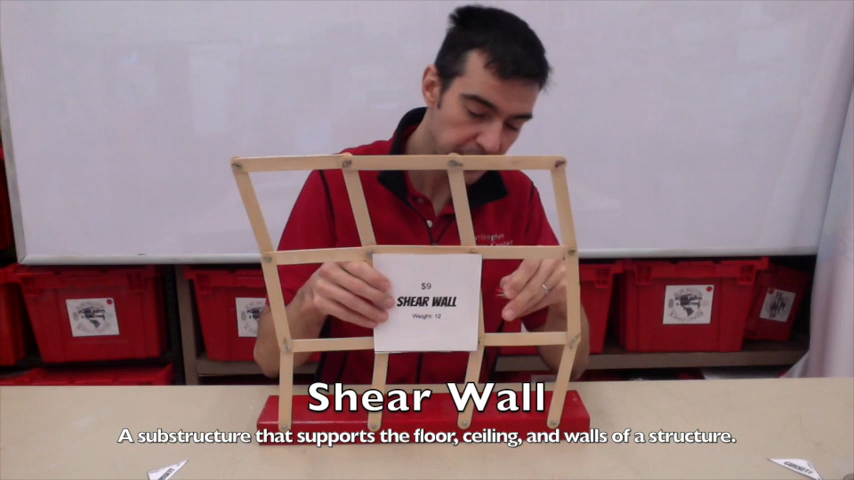 $9
SHEAR WALL
Weight: 12
Shear Wall
A substructure that supports the floor, ceiling, and walls of a structure.